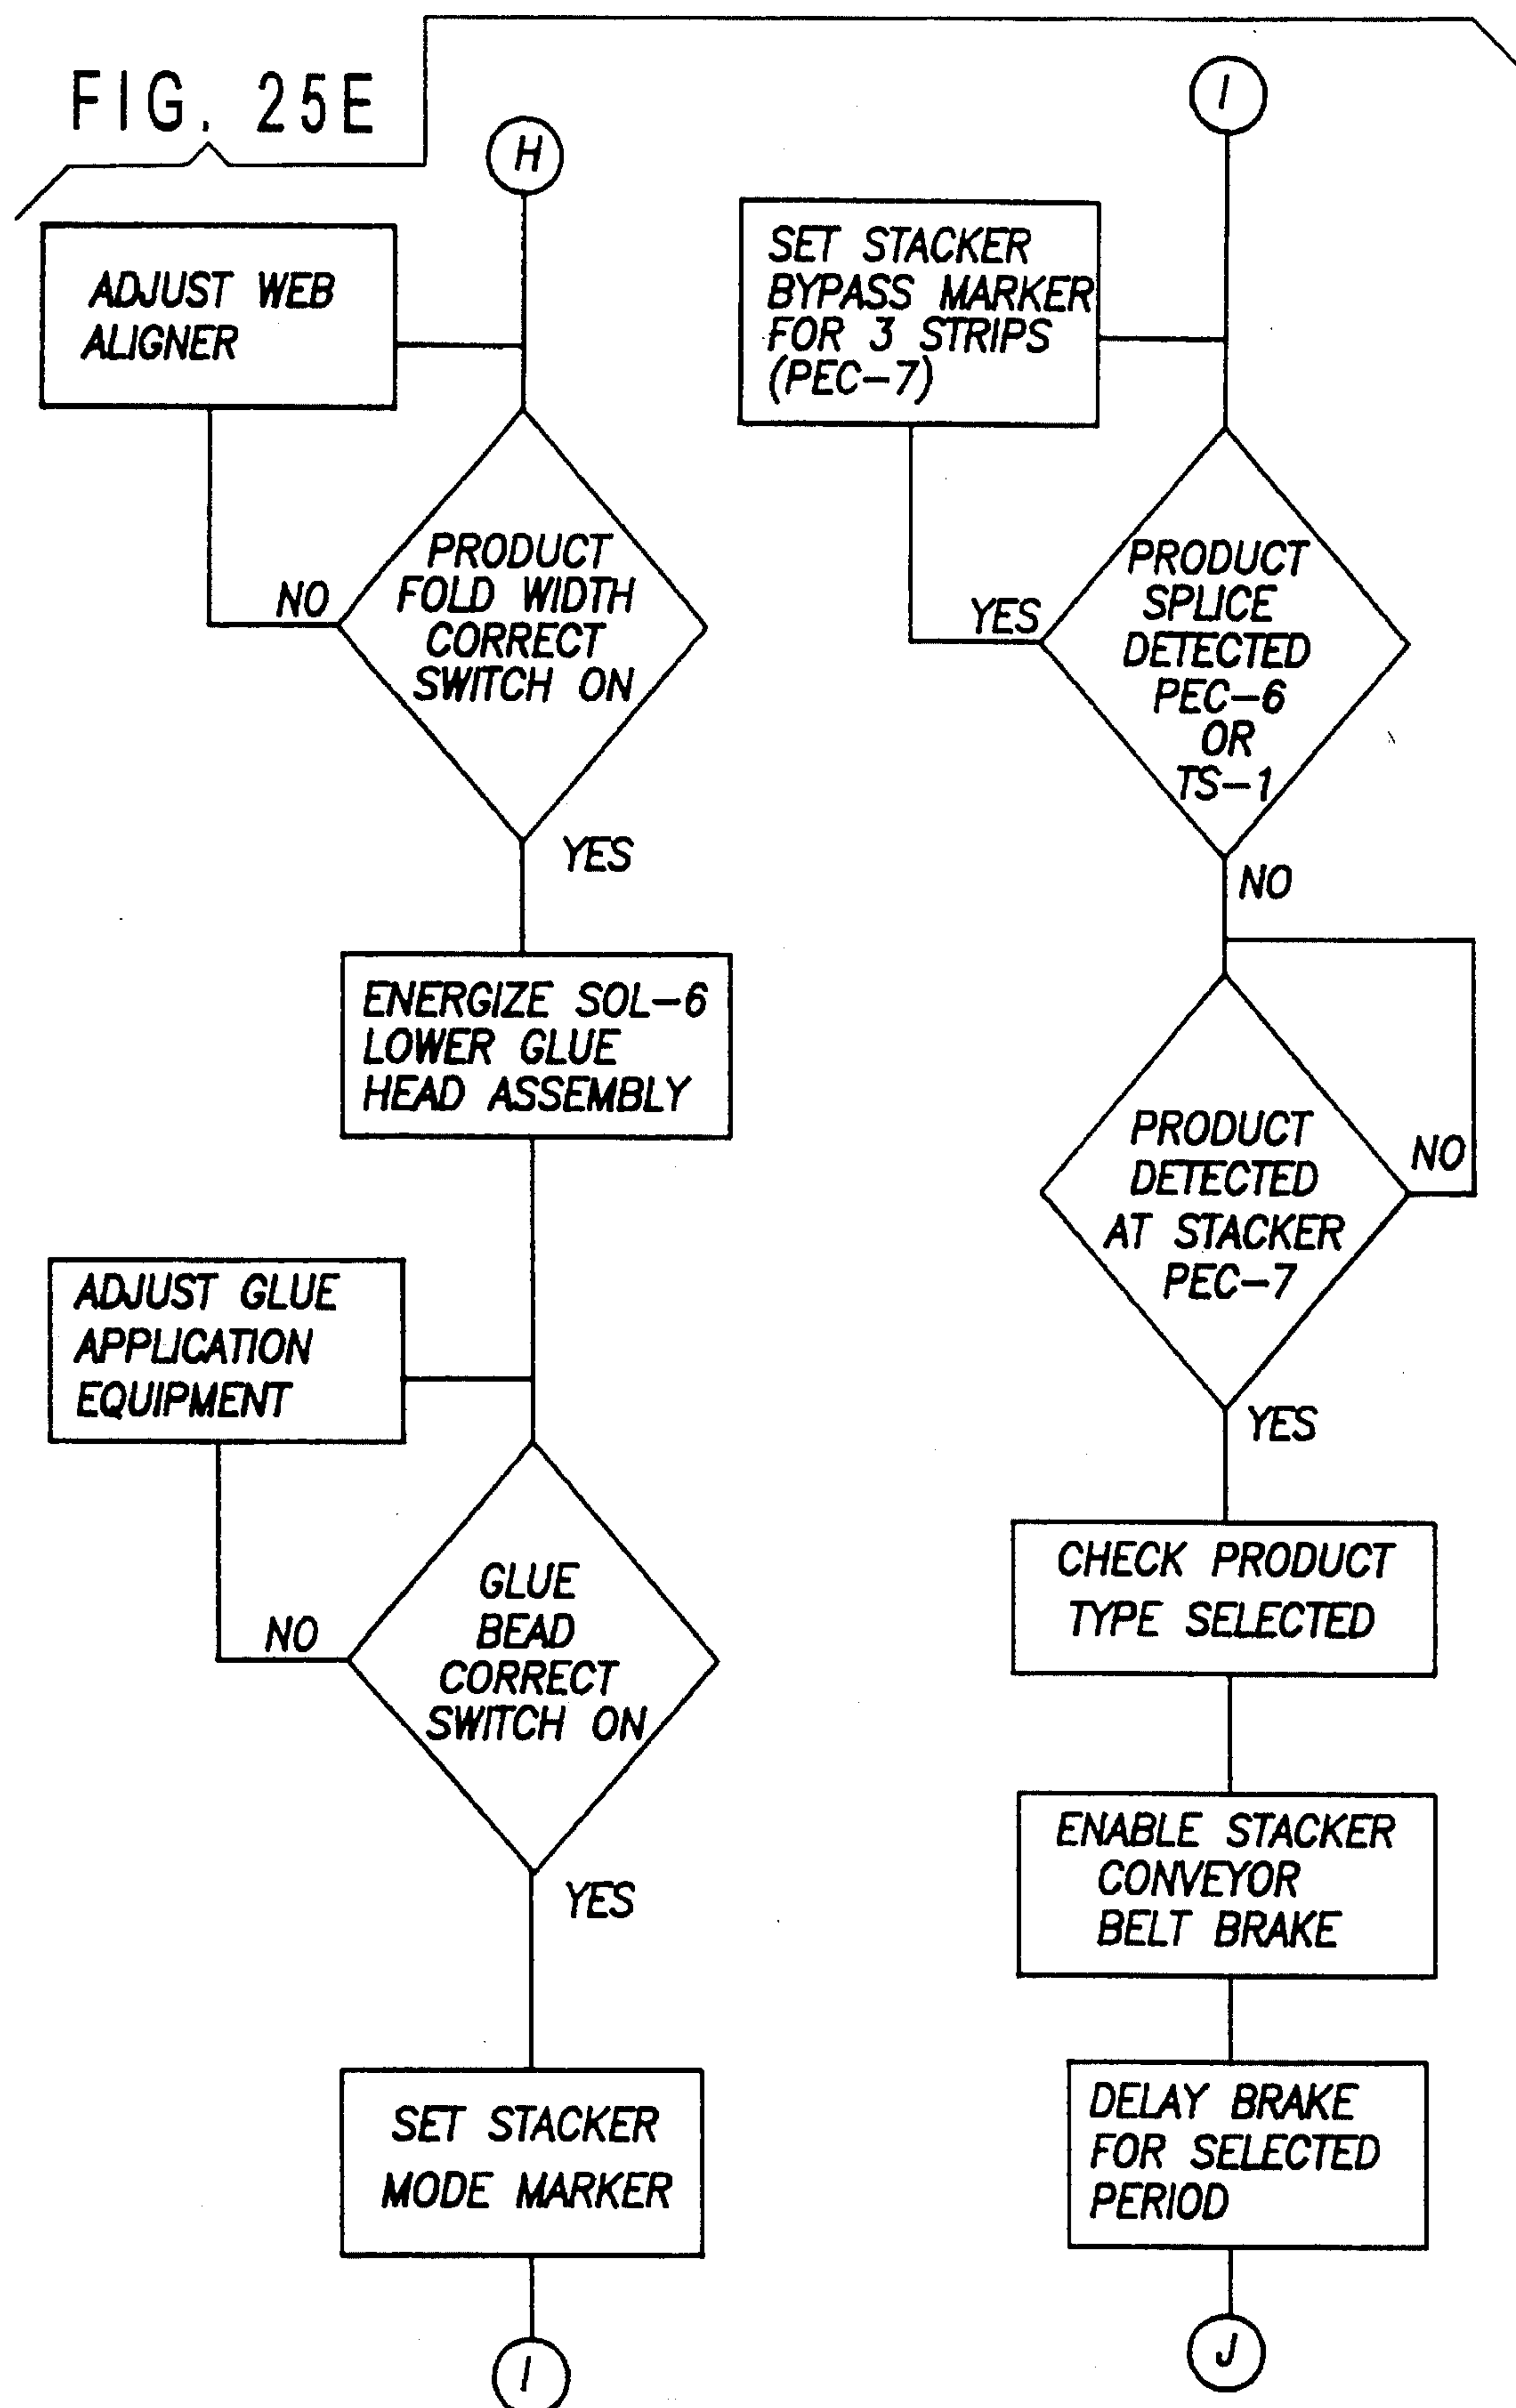 FIG. 25E
H
ADJUST WEB
ALIGNER
PRODUCT
FOLD WIDTH
CORRECT
SWITCH ON
NO
YES
ENERGIZE SOL-6
LOWER GLUE
HEAD ASSEMBLY
ADJUST GLUE
APPLICATION
EQUIPMENT
GLUE
BEAD
CORRECT
SWITCH ON
NO
YES
SET STACKER
MODE MARKER
I
I
SET STACKER
BYPASS MARKER
FOR 3 STRIPS
(PEC-7)
PRODUCT
SPLICE
DETECTED
PEC-6
OR
TS-1
YES
NO
PRODUCT
DETECTED
AT STACKER
PEC-7
NO
YES
CHECK PRODUCT
TYPE SELECTED
ENABLE STACKER
CONVEYOR
BELT BRAKE
DELAY BRAKE
FOR SELECTED
PERIOD
J